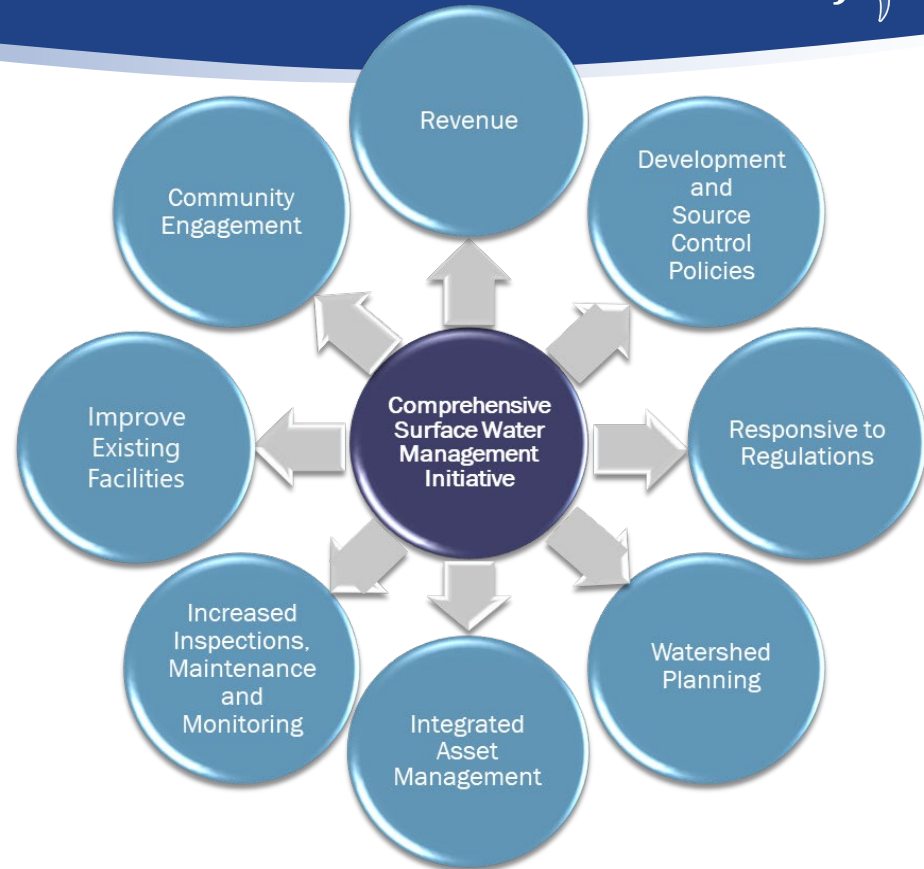 Revenue
Development
and
Source
Control
Policies
Community
Engagement
Comprehensive
Surface Water
Management
Initiative
Responsive to
Regulations
Improve
Existing
Facilities
Increased
Inspections,
Maintenance
and
Monitoring
Watershed
Planning
Integrated
Asset
Management